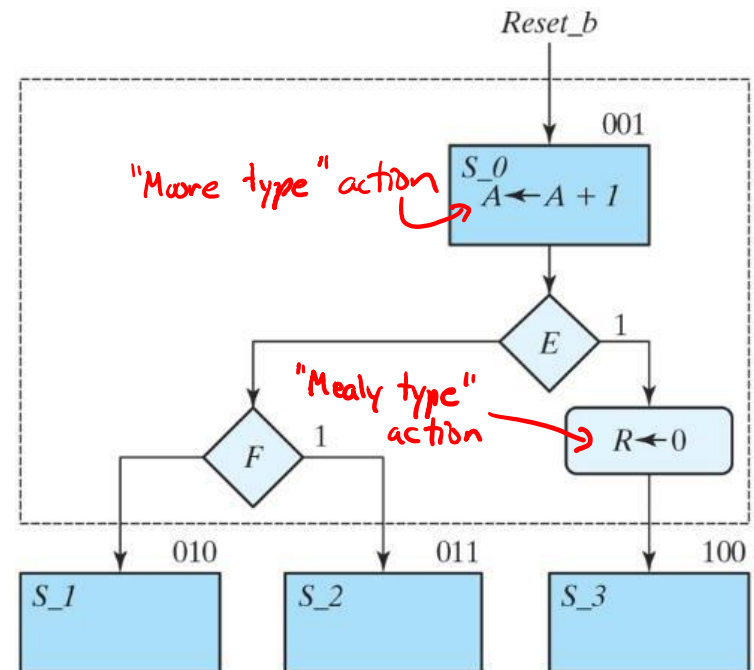 Reset_b
001
S_0
"Moore type" action
A ← A + 1
E
1
"Mealy type"
action
R ← 0
F
1
010
011
100
S_1
S_2
S_3